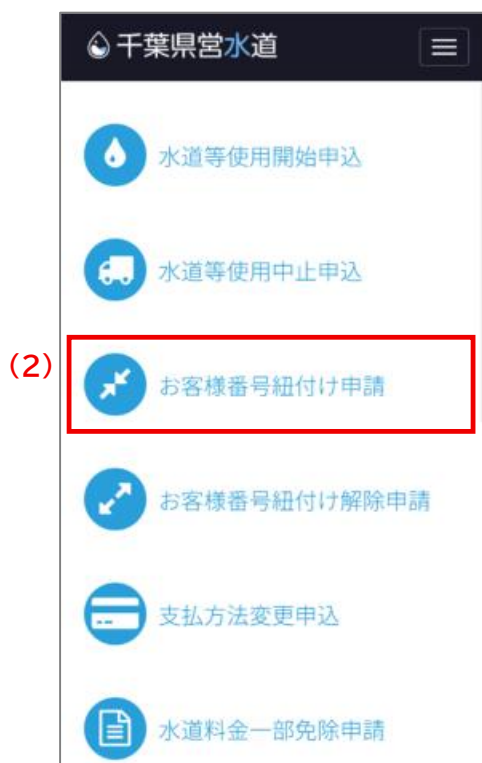 千葉県営水道
水道等使用開始申込
水道等使用中止申込
(2)
お客様番号紐付け申請
お客様番号紐付け解除申請
支払方法変更申込
水道料金一部免除申請